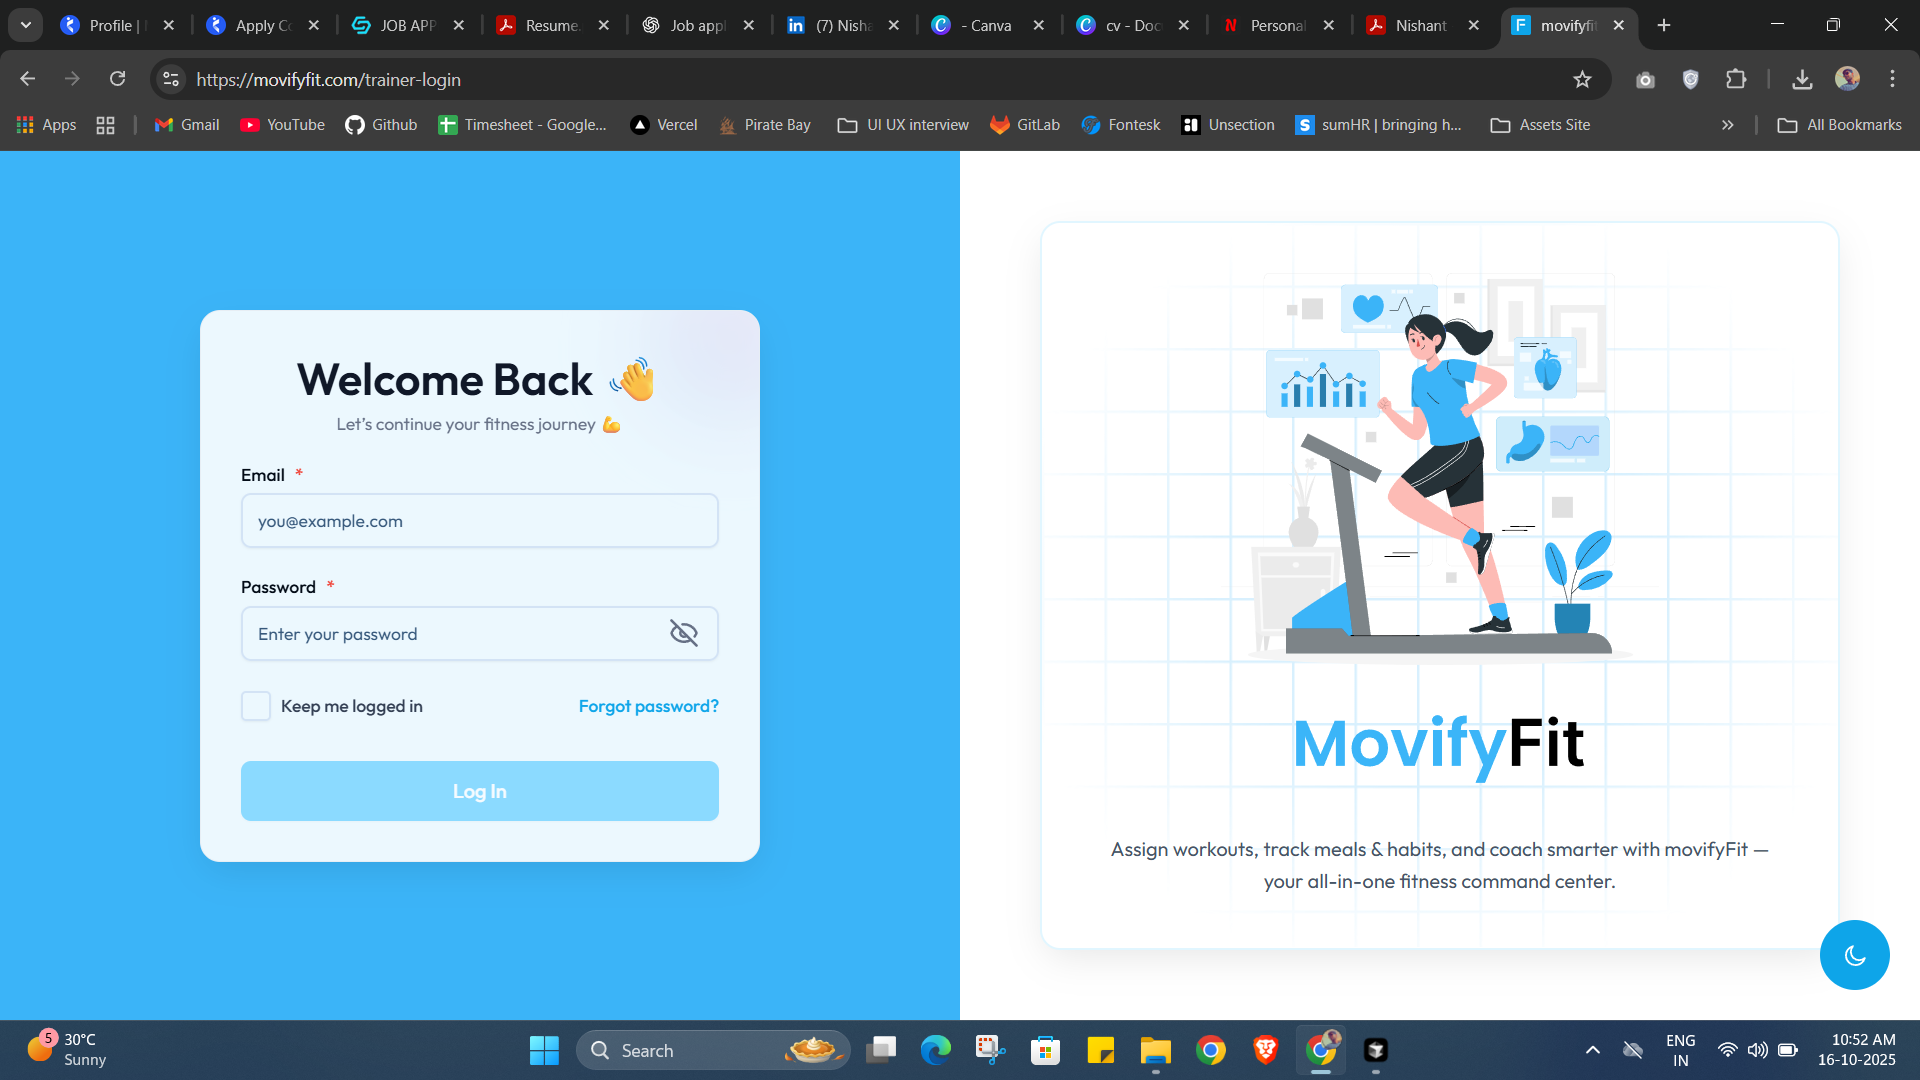 Profile |
Apply Co
JOB APP
Resume.
Job appl
(7) Nisha
- Canva
cv - Doc
Personal
Nishant
movifyfit
https://movifyfit.com/trainer-login
Apps
Gmail
YouTube
Github
Timesheet - Google...
Vercel
Pirate Bay
UI UX interview
GitLab
Fontesk
Unsection
sumHR | bringing h...
Assets Site
All Bookmarks
Welcome Back 👋
Let's continue your fitness journey 💪
Email *
you@example.com
Password *
Enter your password
Keep me logged in
Forgot password?
Log In
MovifyFit
Assign workouts, track meals & habits, and coach smarter with movifyFit —
your all-in-one fitness command center.
5
30°C
Sunny
Search
ENG
IN
10:52 AM
16-10-2025